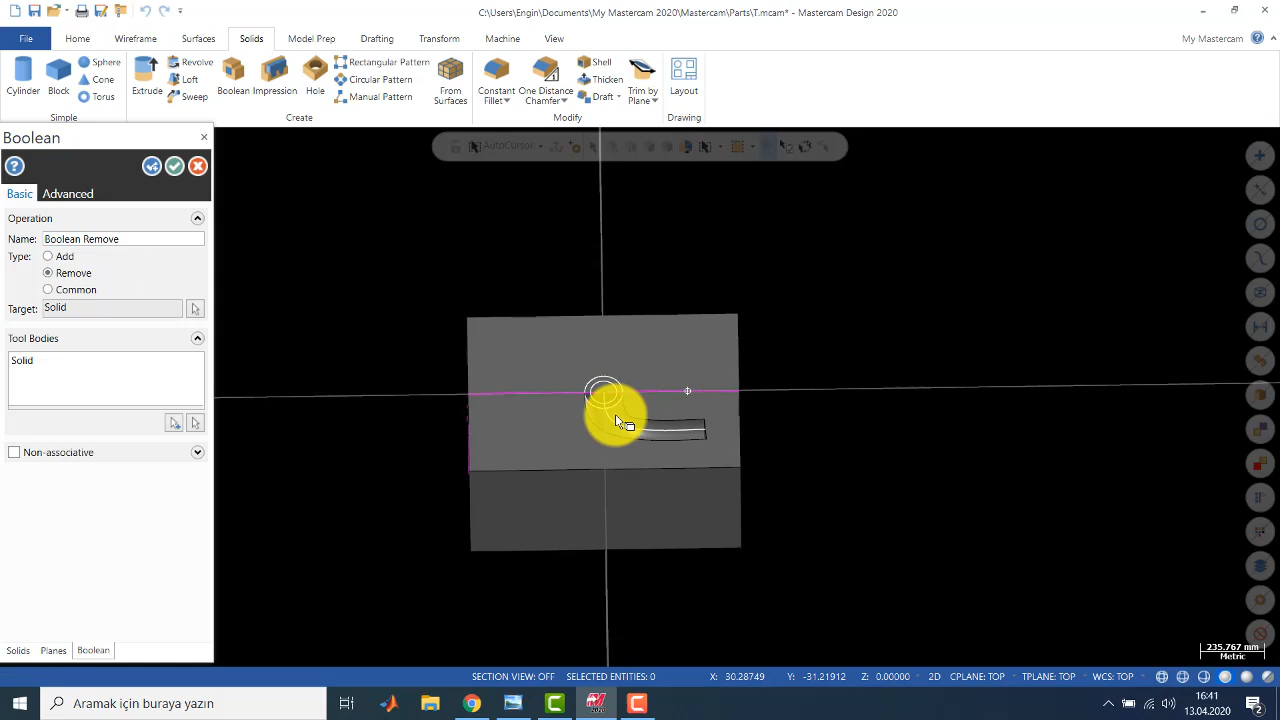 C:\Users\Engin\Documents\My Mastercam 2020\Mastercam\Parts\T.mcam* - Mastercam Design 2020
File Home Wireframe Surfaces Solids Model Prep Drafting Transform Machine View My Mastercam
Cylinder Block Sphere Cone Torus
Simple
Extrude Revolve Loft Sweep Boolean Impression Hole Rectangular Pattern Circular Pattern Manual Pattern From Surfaces
Create
Constant Fillet One Distance Chamfer Shell Thicken Draft Trim by Plane
Modify
Layout
Drawing
Boolean
Basic Advanced
Operation
Name: Boolean Remove
Type: Add
Remove
Common
Target: Solid
Tool Bodies
Solid
Non-associative
Solids Planes Boolean
AutoCursor
235.767 mm
Metric
SECTION VIEW: OFF SELECTED ENTITIES: 0 X: 30.28749 Y: -31.21912 Z: 0.00000 2D CPLANE: TOP TPLANE: TOP WCS: TOP
Aramak için buraya yazın
2020
16:41
13.04.2020
2